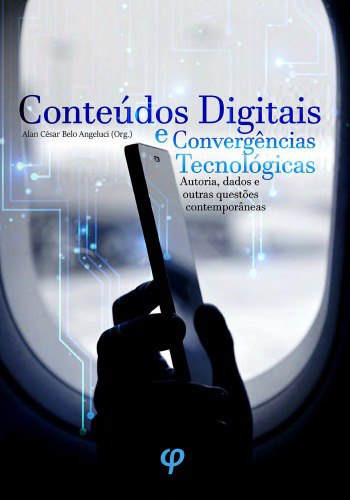 Conteúdos Digitais
Alan César Belo Angeluci (Org.)
e Convergências
Tecnológicas
Autoria, dados e
outras questões
contemporâneas
φ